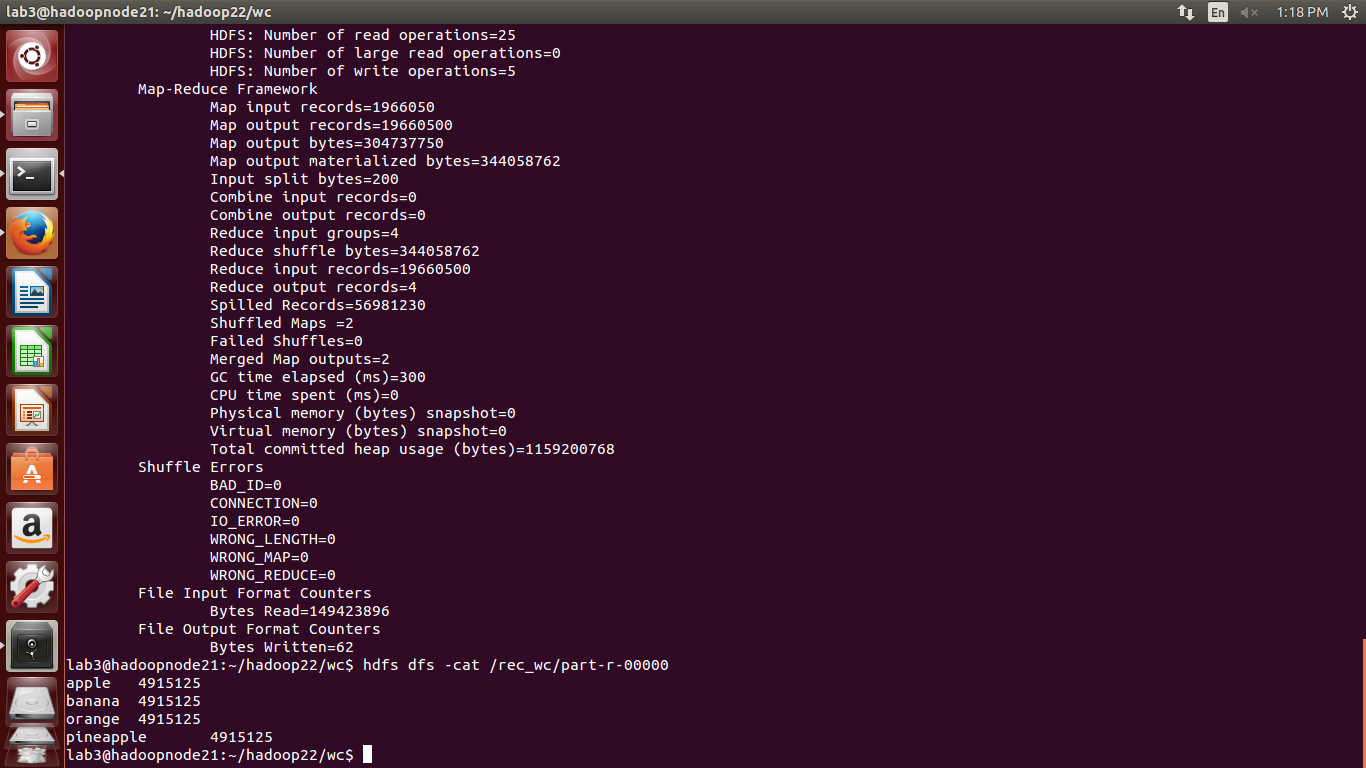 lab3@hadoopnode21: ~/hadoop22/wc
En
1:18 PM
HDFS: Number of read operations=25
HDFS: Number of large read operations=0
HDFS: Number of write operations=5
Map-Reduce Framework
Map input records=1966050
Map output records=19660500
Map output bytes=304737750
Map output materialized bytes=344058762
Input split bytes=200
Combine input records=0
Combine output records=0
Reduce input groups=4
Reduce shuffle bytes=344058762
Reduce input records=19660500
Reduce output records=4
Spilled Records=56981230
Shuffled Maps =2
Failed Shuffles=0
Merged Map outputs=2
GC time elapsed (ms)=300
CPU time spent (ms)=0
Physical memory (bytes) snapshot=0
Virtual memory (bytes) snapshot=0
Total committed heap usage (bytes)=1159200768
Shuffle Errors
BAD_ID=0
CONNECTION=0
IO_ERROR=0
WRONG_LENGTH=0
WRONG_MAP=0
WRONG_REDUCE=0
File Input Format Counters
Bytes Read=149423896
File Output Format Counters
Bytes Written=62
lab3@hadoopnode21:~/hadoop22/wc$ hdfs dfs -cat /rec_wc/part-r-00000
apple 4915125
banana 4915125
orange 4915125
pineapple 4915125
lab3@hadoopnode21:~/hadoop22/wc$